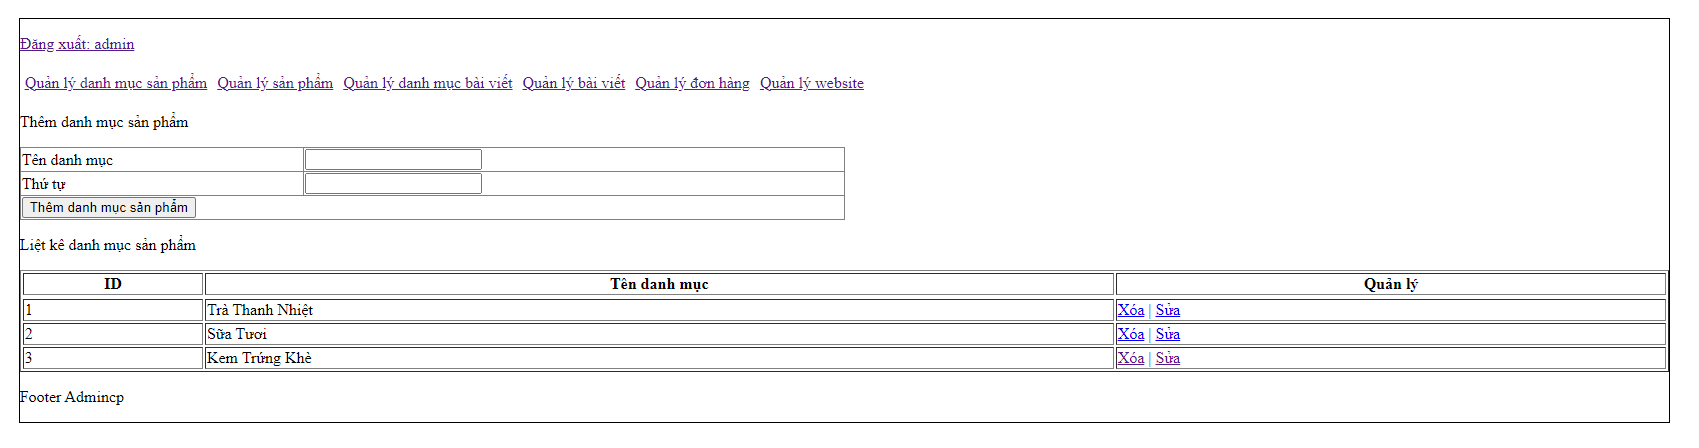 Đăng xuất: admin
Quản lý danh mục sản phẩm Quản lý sản phẩm Quản lý danh mục bài viết Quản lý bài viết Quản lý đơn hàng Quản lý website
Thêm danh mục sản phẩm
Tên danh mục
Thứ tự
Thêm danh mục sản phẩm
Liệt kê danh mục sản phẩm
ID Tên danh mục Quản lý
1 Trà Thanh Nhiệt Xóa | Sửa
2 Sữa Tươi Xóa | Sửa
3 Kem Trứng Khè Xóa | Sửa
Footer Admincp